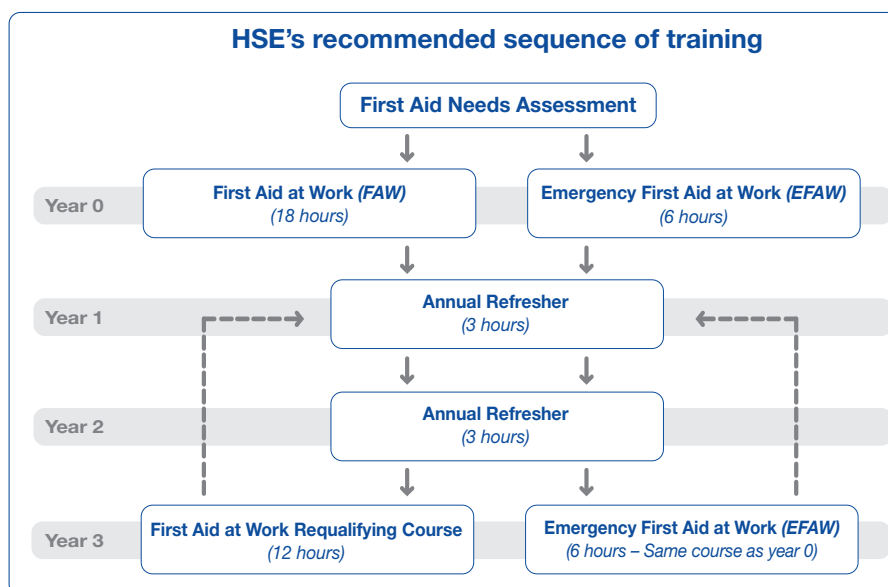 HSE's recommended sequence of training
First Aid Needs Assessment
Year 0
First Aid at Work (FAW)
(18 hours)
Emergency First Aid at Work (EFAW)
(6 hours)
Year 1
Annual Refresher
(3 hours)
Year 2
Annual Refresher
(3 hours)
Year 3
First Aid at Work Requalifying Course
(12 hours)
Emergency First Aid at Work (EFAW)
(6 hours – Same course as year 0)